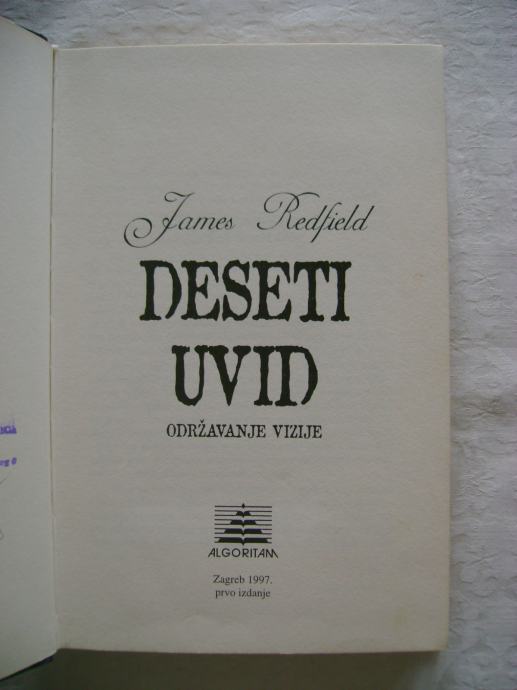 James Redfield
DESETI
UVID
ODRŽAVANJE VIZIJE
ALGORITAM
Zagreb 1997.
prvo izdanje